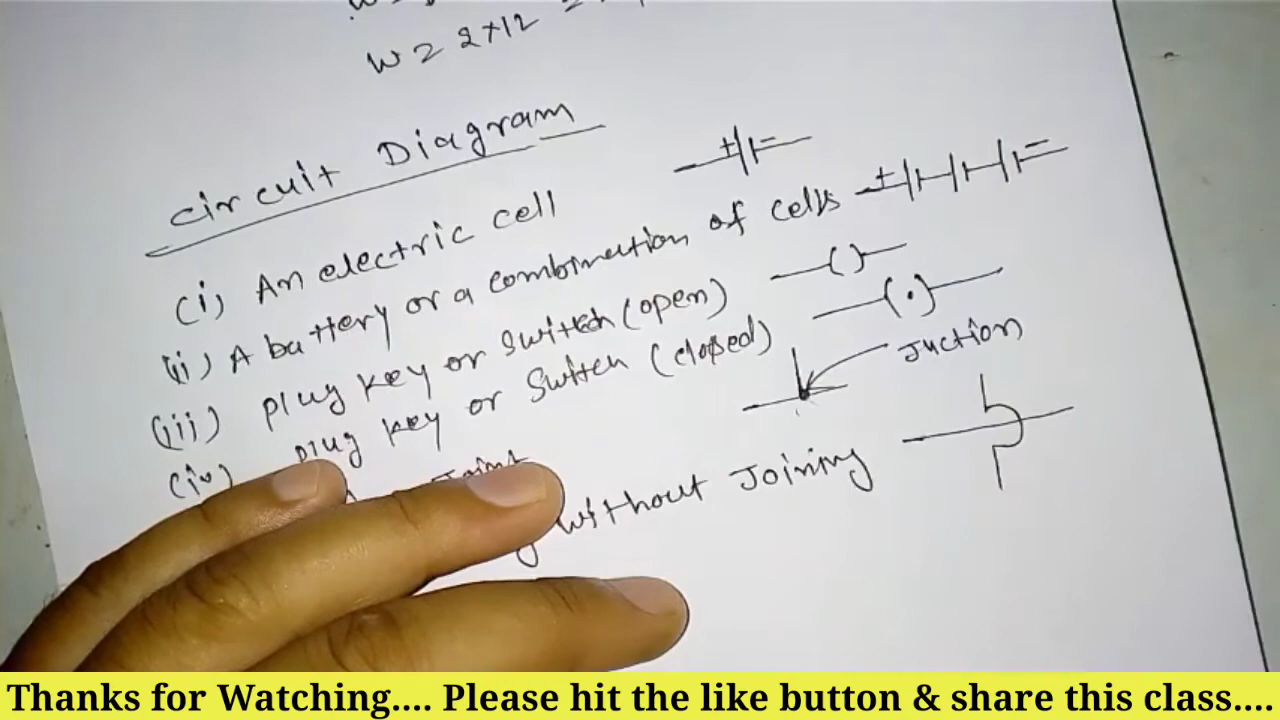 W = 2×12 =
Circuit Diagram
(i) An electric cell + -
(ii) A battery or a combination of cells + -
(iii) plug key or switch (open) ( )
(iv) plug key or switch (closed) (.)
Joint Juction
without Joining
Thanks for Watching.... Please hit the like button & share this class....